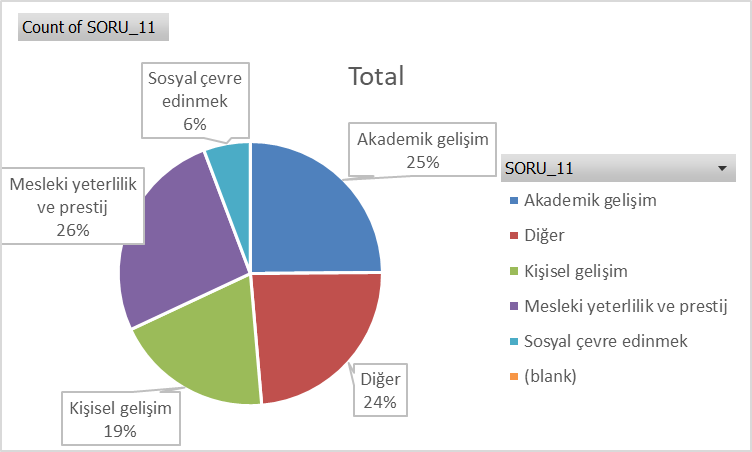 Count of SORU_11
Total
Sosyal çevre
edinmek
6%
Akademik gelişim
25%
Mesleki yeterlilik
ve prestij
26%
Kişisel gelişim
19%
Diğer
24%
SORU_11
Akademik gelişim
Diğer
Kişisel gelişim
Mesleki yeterlilik ve prestij
Sosyal çevre edinmek
(blank)